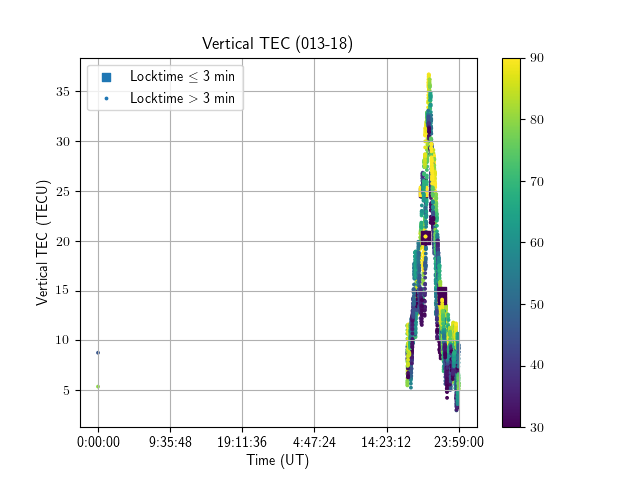 Vertical TEC (013-18)
Locktime ≤ 3 min
Locktime > 3 min
35
30
25
20
15
10
5
Vertical TEC (TECU)
0:00:00 9:35:48 19:11:36 4:47:24 14:23:12 23:59:00
Time (UT)
90
80
70
60
50
40
30